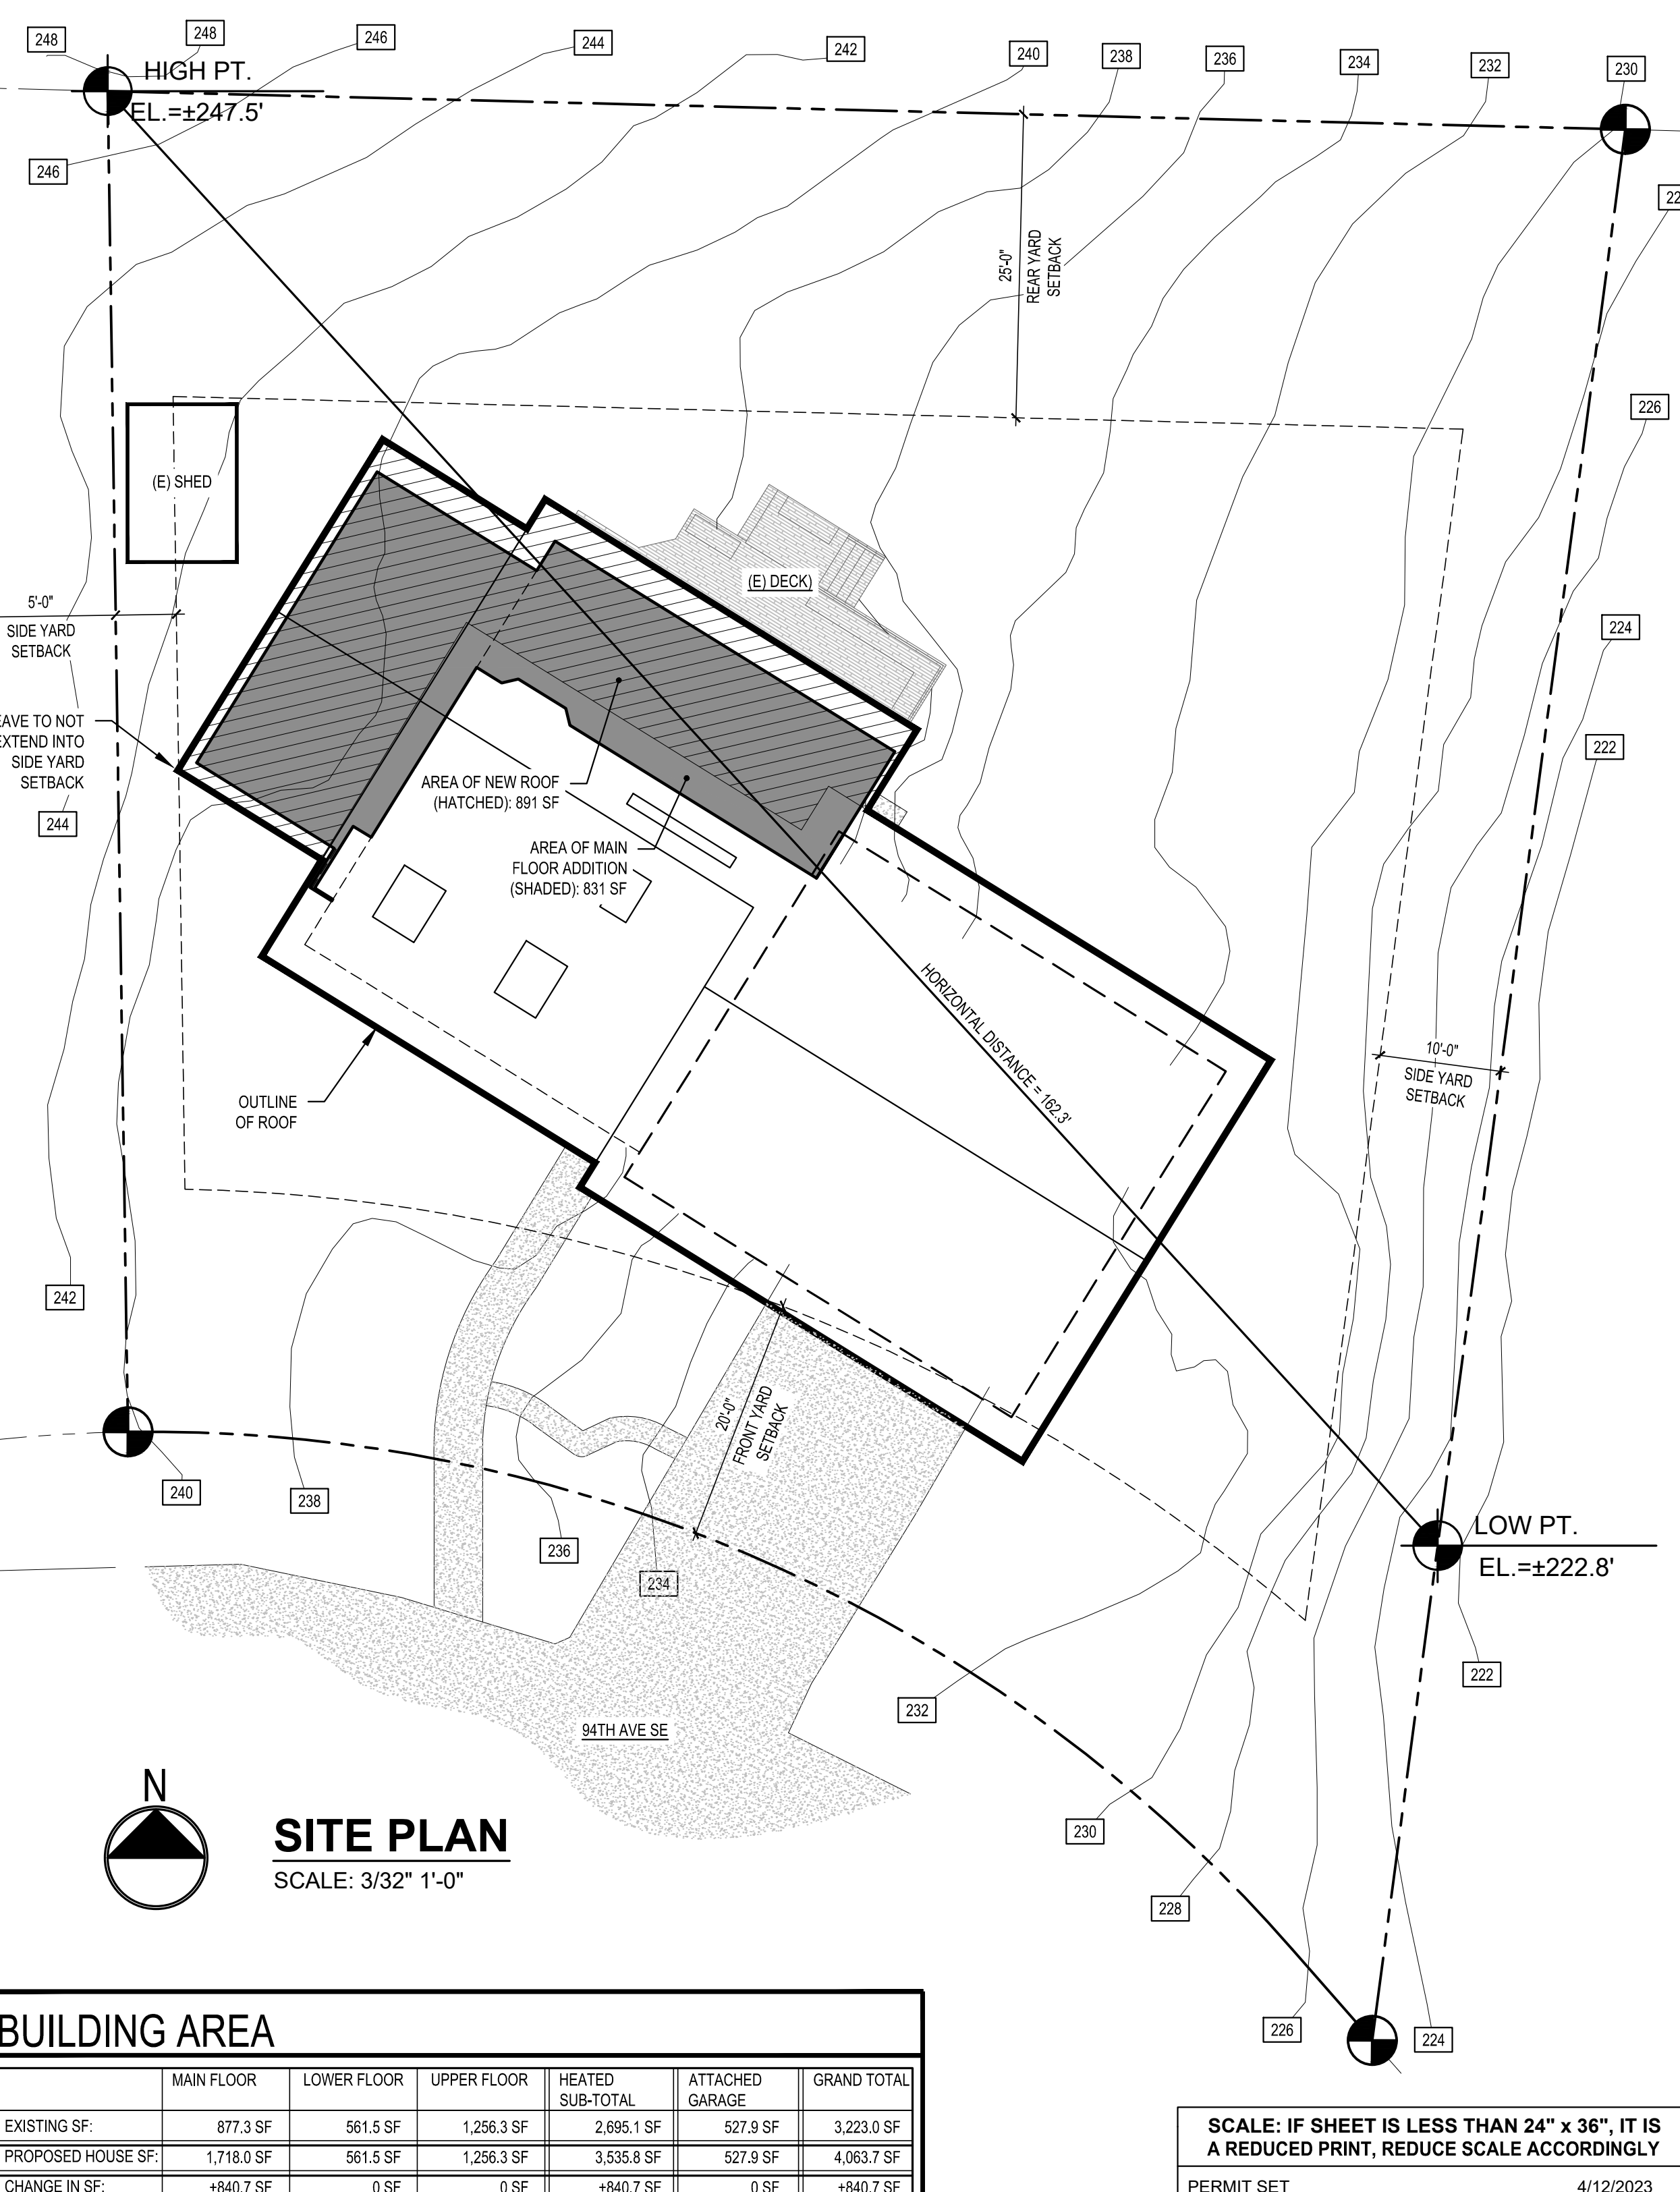 248
248
246
244
242
240
238
236
234
232
230
HIGH PT.
EL.=±247.5'
246
25'-0"
REAR YARD
SETBACK
226
(E) SHED
(E) DECK)
5'-0"
SIDE YARD
SETBACK
224
TO NOT
INTO
SIDE YARD
SETBACK
222
244
AREA OF NEW ROOF
(HATCHED): 891 SF
AREA OF MAIN
FLOOR ADDITION
(SHADED): 831 SF
HORIZONTAL DISTANCE = 162.3'
10'-0"
SIDE YARD
SETBACK
OUTLINE
OF ROOF
242
20'-0"
FRONT YARD
SETBACK
240
238
236
234
LOW PT.
EL.=±222.8'
222
232
94TH AVE SE
230
228
226
224
N
SITE PLAN
SCALE: 3/32" 1'-0"
BUILDING AREA
MAIN FLOOR LOWER FLOOR UPPER FLOOR HEATED SUB-TOTAL ATTACHED GARAGE GRAND TOTAL
EXISTING SF: 877.3 SF 561.5 SF 1,256.3 SF 2,695.1 SF 527.9 SF 3,223.0 SF
PROPOSED HOUSE SF: 1,718.0 SF 561.5 SF 1,256.3 SF 3,535.8 SF 527.9 SF 4,063.7 SF
CHANGE IN SF: +840.7 SF 0 SF 0 SF +840.7 SF 0 SF +840.7 SF
SCALE: IF SHEET IS LESS THAN 24" x 36", IT IS
A REDUCED PRINT, REDUCE SCALE ACCORDINGLY
PERMIT SET 4/12/2023